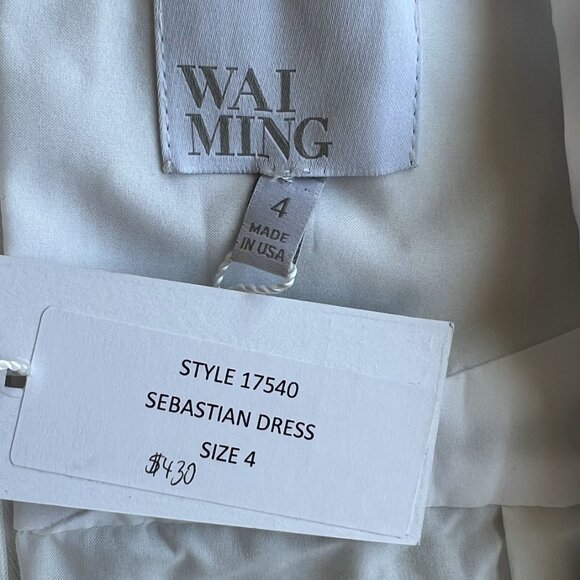 WAI
MING
4
MADE
IN USA
STYLE 17540
SEBASTIAN DRESS
SIZE 4
$430